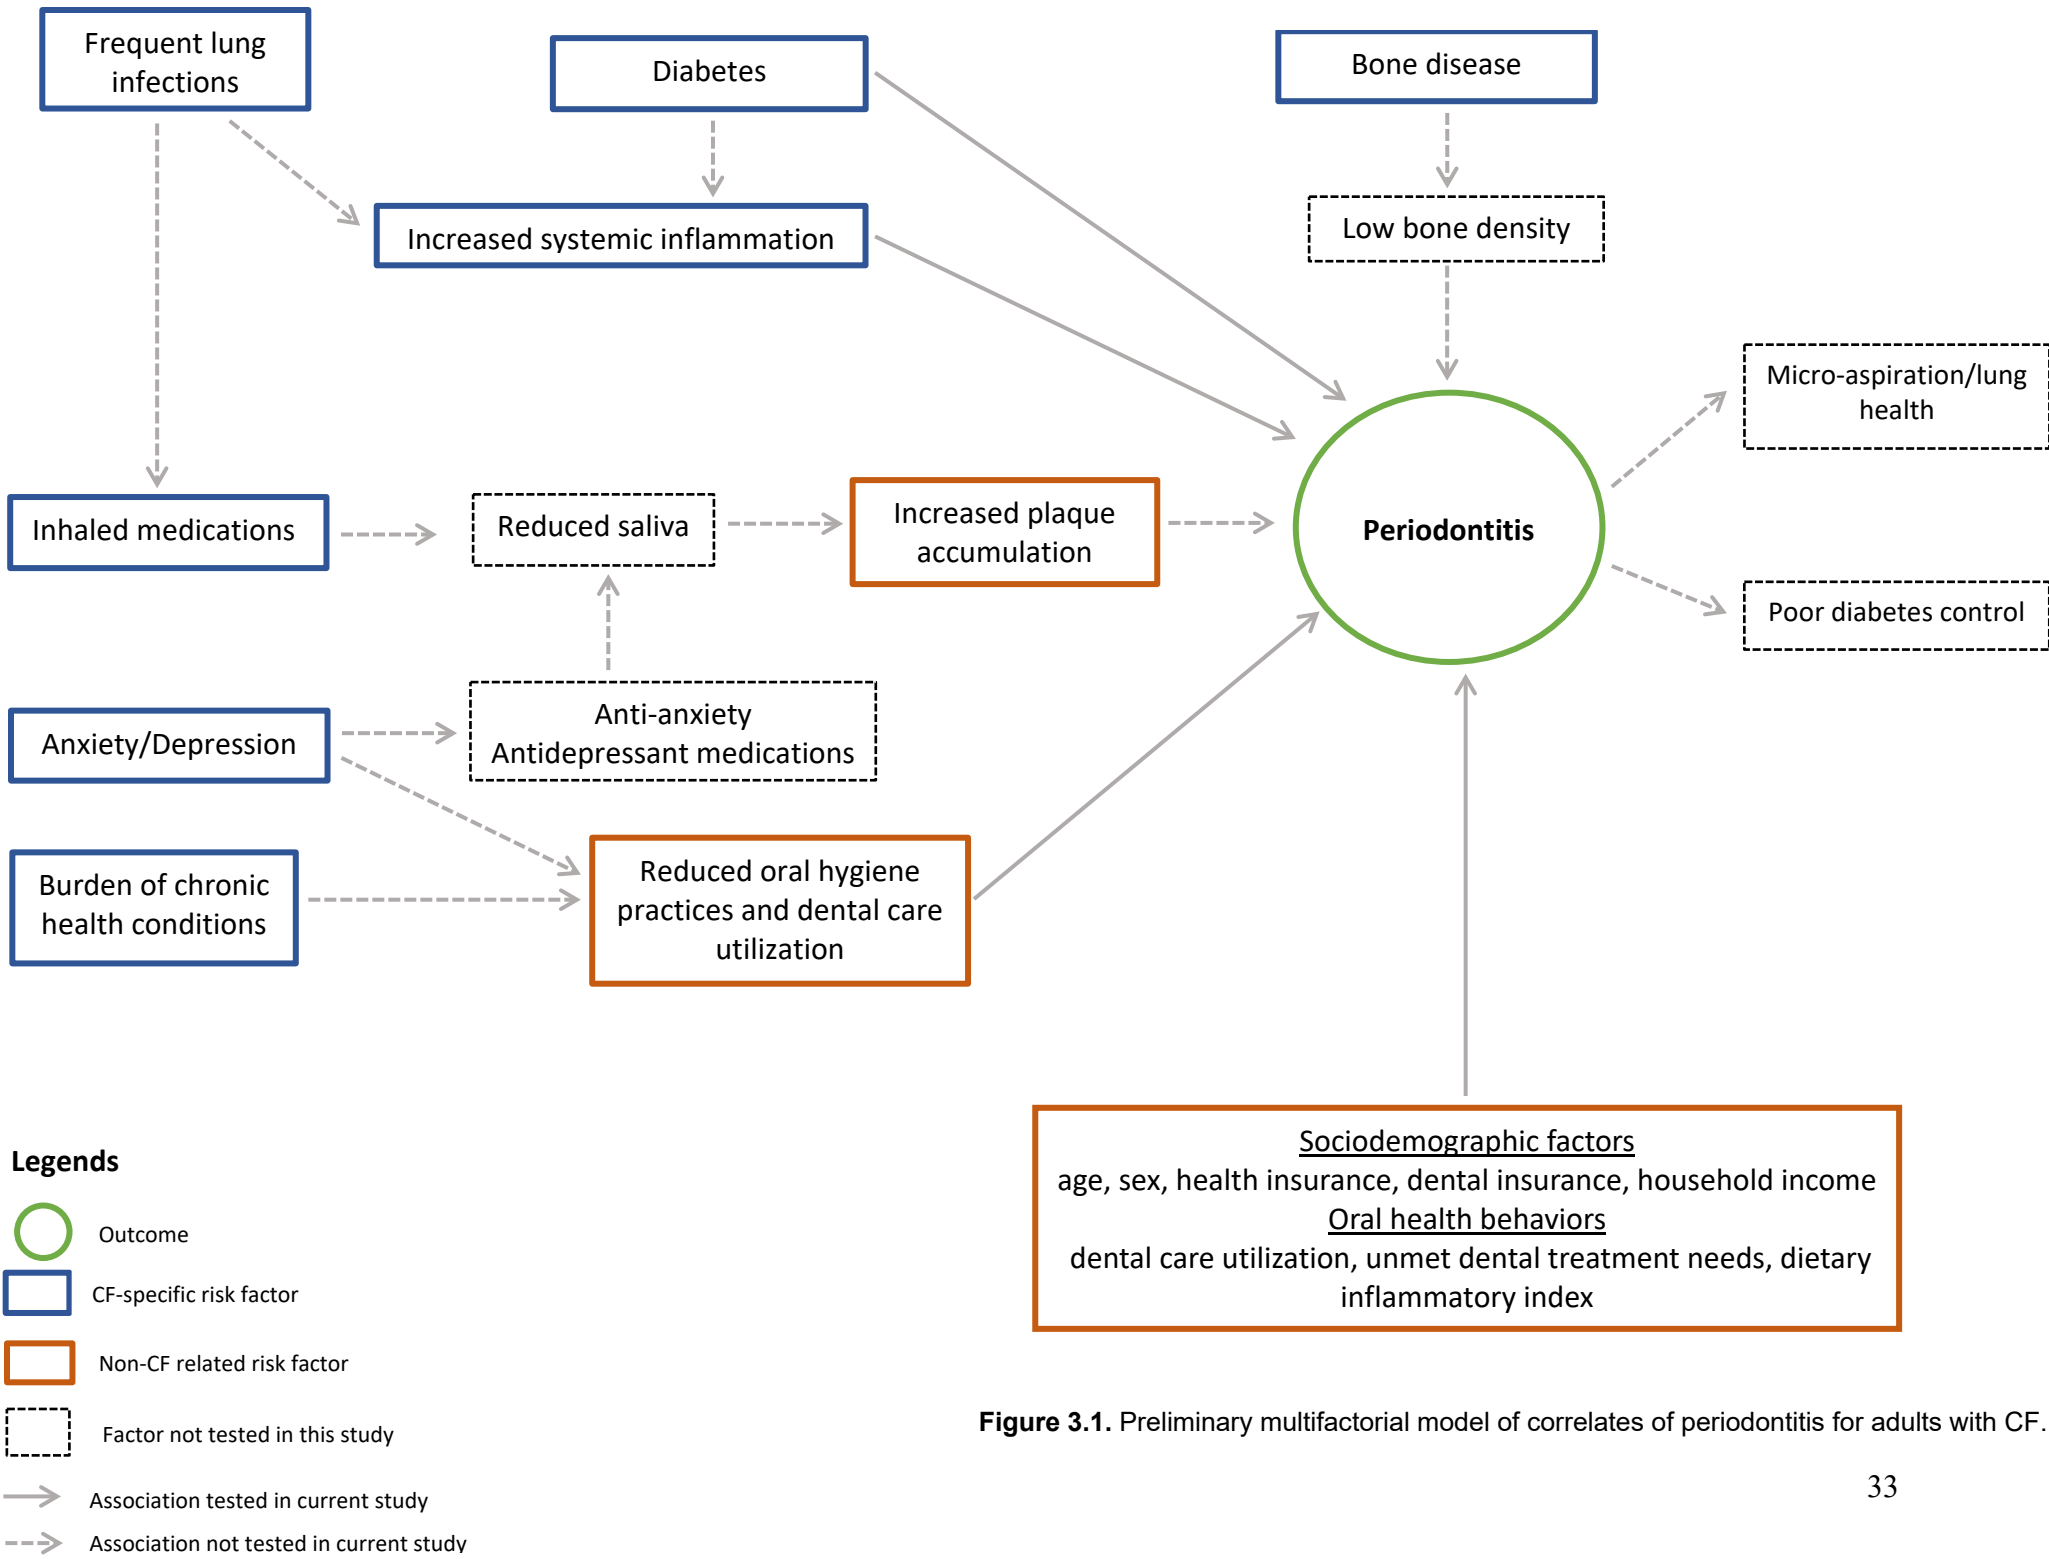 Frequent lung
infections
Diabetes
Bone disease
Increased systemic inflammation
Low bone density
Micro-aspiration/lung
health
Inhaled medications
Reduced saliva
Increased plaque
accumulation
Periodontitis
Poor diabetes control
Anxiety/Depression
Anti-anxiety
Antidepressant medications
Burden of chronic
health conditions
Reduced oral hygiene
practices and dental care
utilization
Sociodemographic factors
age, sex, health insurance, dental insurance, household income
Oral health behaviors
dental care utilization, unmet dental treatment needs, dietary
inflammatory index
Legends
Outcome
CF-specific risk factor
Non-CF related risk factor
Factor not tested in this study
Association tested in current study
Association not tested in current study
Figure 3.1. Preliminary multifactorial model of correlates of periodontitis for adults with CF.
33